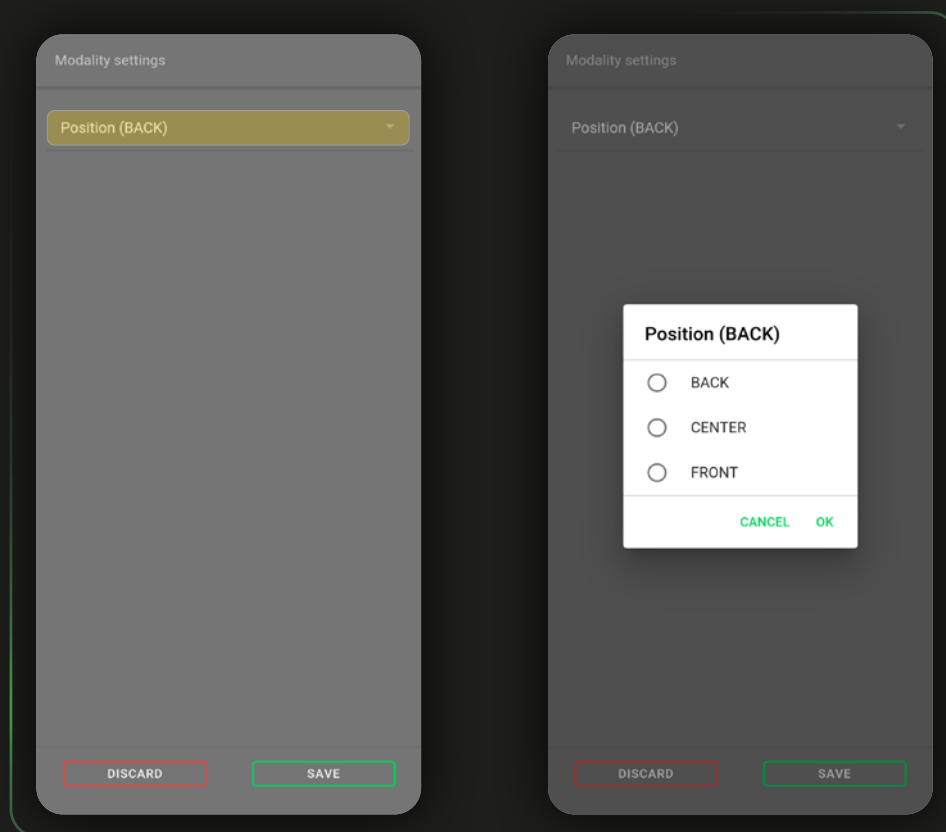 Modality settings
Position (BACK)
DISCARD
SAVE
Modality settings
Position (BACK)
Position (BACK)
BACK
CENTER
FRONT
CANCEL
OK
DISCARD
SAVE